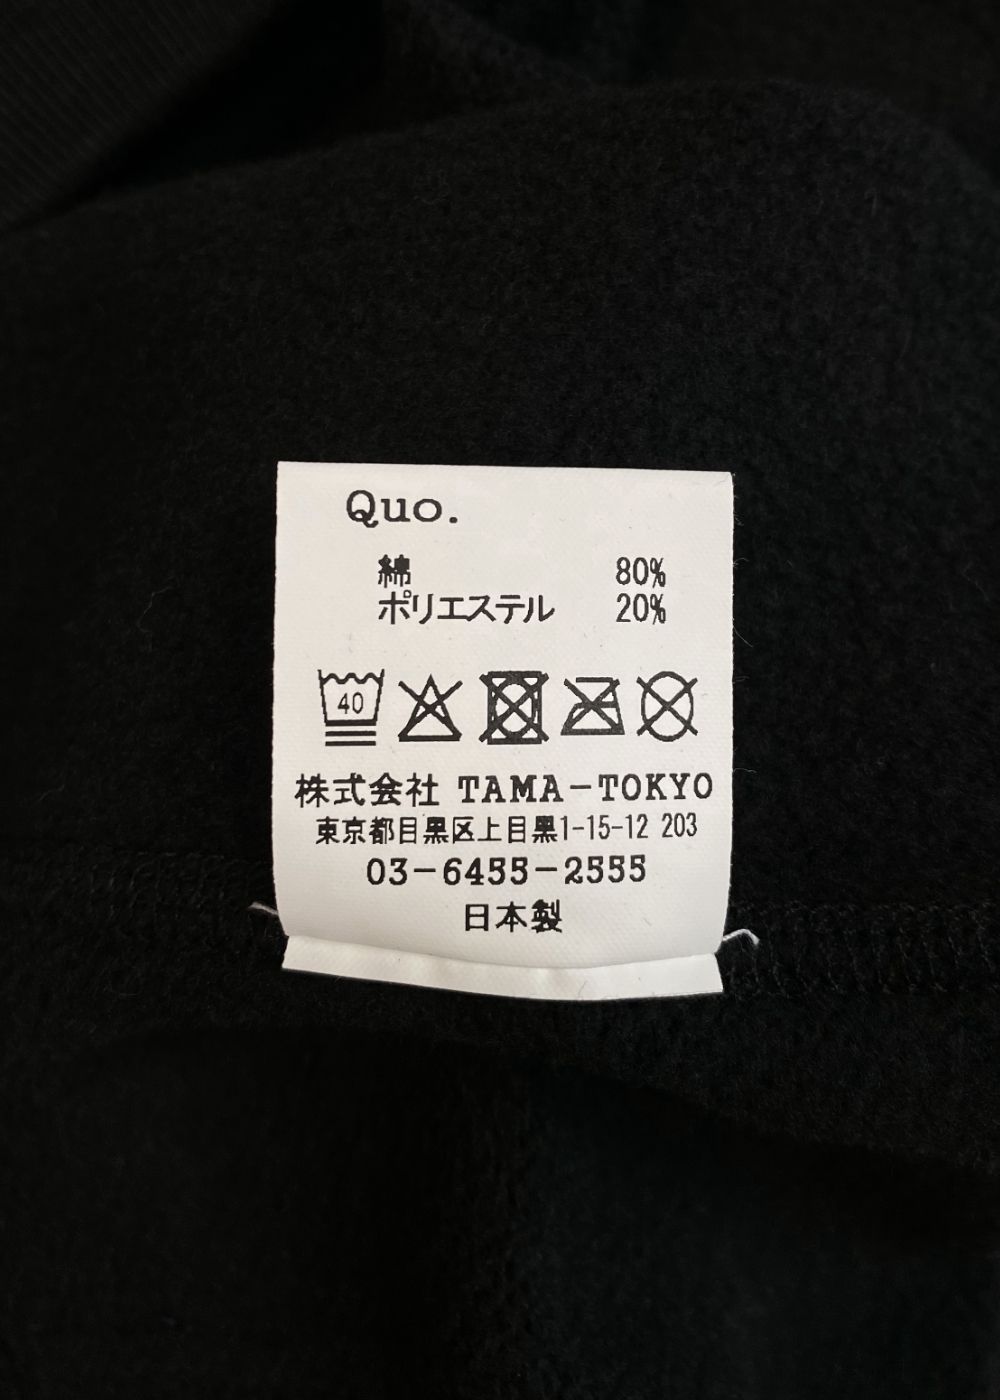 Quo.
綿 80%
ポリエステル 20%
40
株式会社 TAMA-TOKYO
東京都目黒区上目黒1-15-12 203
03-6455-2555
日本製